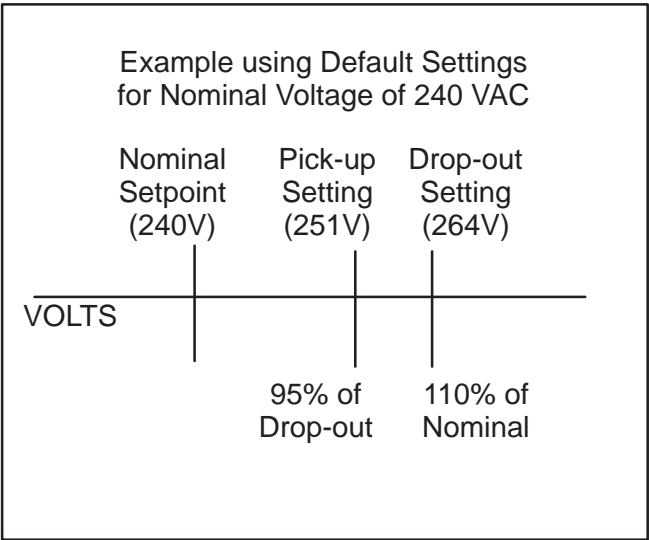 Example using Default Settings
for Nominal Voltage of 240 VAC
Nominal
Setpoint
(240V)
Pick-up
Setting
(251V)
Drop-out
Setting
(264V)
VOLTS
95% of
Drop-out
110% of
Nominal